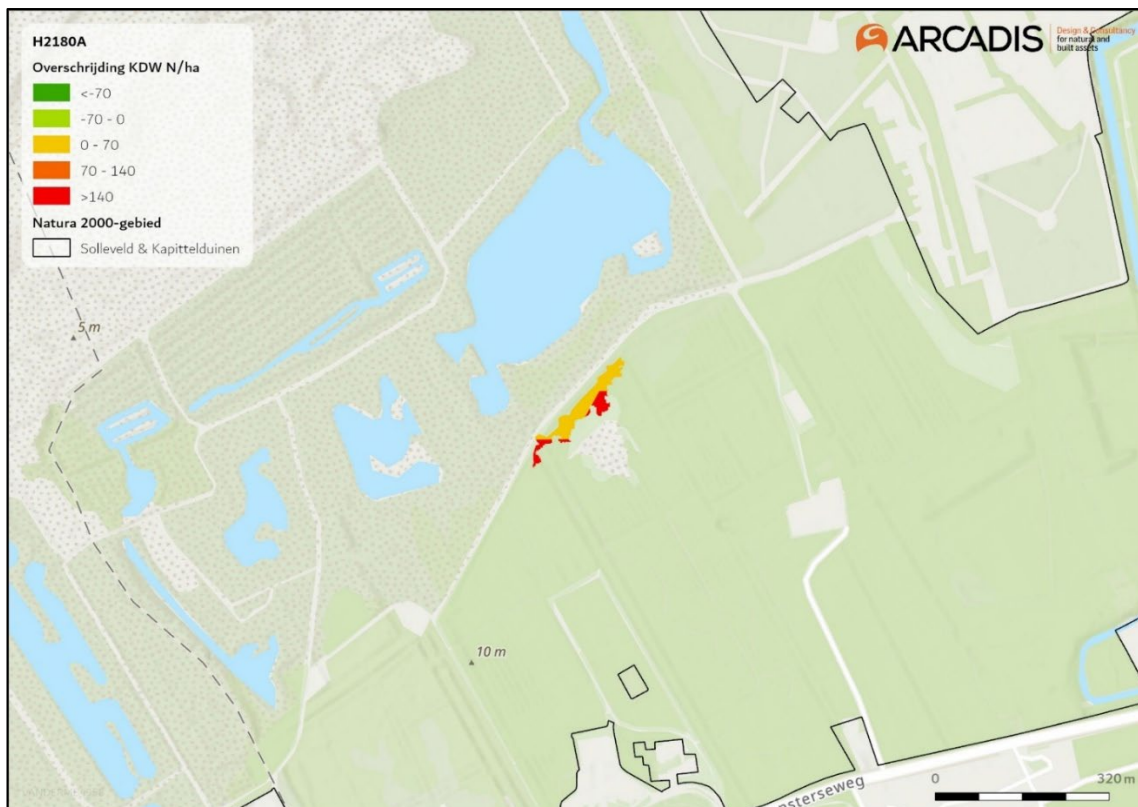 H2180A
Overschrijding KDW N/ha
<-70
-70 - 0
0 - 70
70 - 140
>140
Natura 2000-gebied
Solleveld & Kapittelduinen
ARCADIS
Design & Consultancy
for natural and
built assets
5 m
10 m
nsterseweg
0
320 m